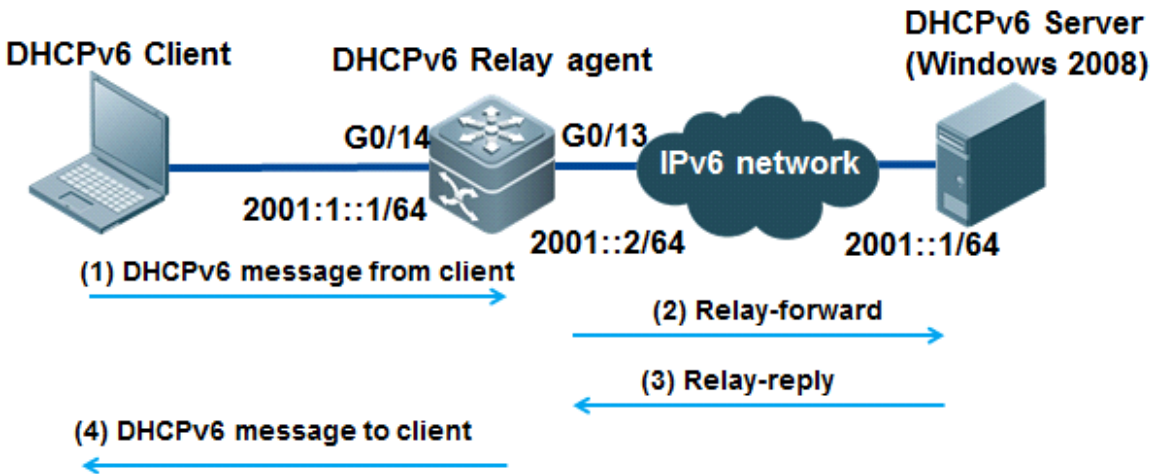 DHCPv6 Server
(Windows 2008)
DHCPv6 Client
DHCPv6 Relay agent
G0/14
G0/13
IPv6 network
2001:1::1/64
2001::2/64
2001::1/64
(1) DHCPv6 message from client
(2) Relay-forward
(3) Relay-reply
(4) DHCPv6 message to client